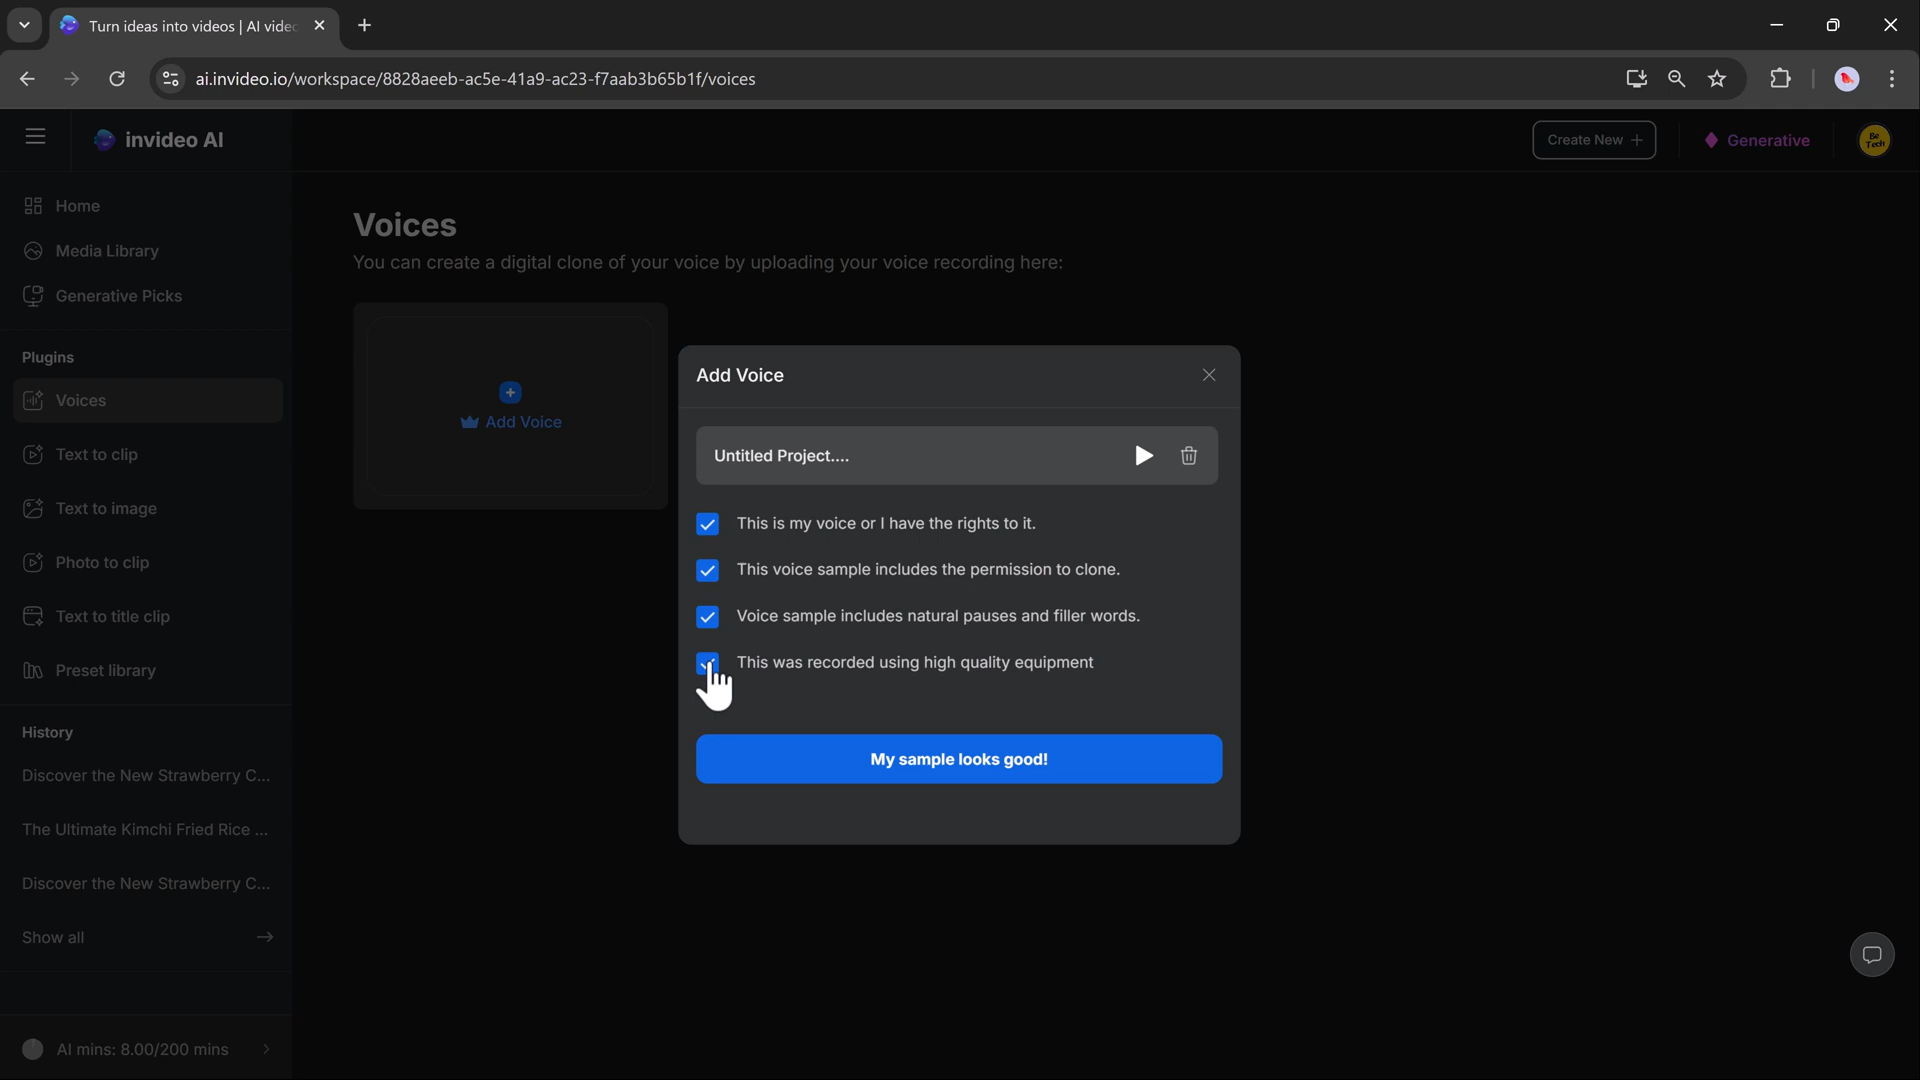 Turn ideas into videos | AI vide
ai.invideo.io/workspace/8828aeeb-ac5e-41a9-ac23-f7aab3b65b1f/voices
invideo AI
Create New +
Generative
Be
Tech
Home
Media Library
Generative Picks
Plugins
Voices
Text to clip
Text to image
Photo to clip
Text to title clip
Preset library
History
Discover the New Strawberry C...
The Ultimate Kimchi Fried Rice ...
Discover the New Strawberry C...
Show all
AI mins: 8.00/200 mins
Voices
You can create a digital clone of your voice by uploading your voice recording here:
Add Voice
Add Voice
Untitled Project....
This is my voice or I have the rights to it.
This voice sample includes the permission to clone.
Voice sample includes natural pauses and filler words.
This was recorded using high quality equipment
My sample looks good!